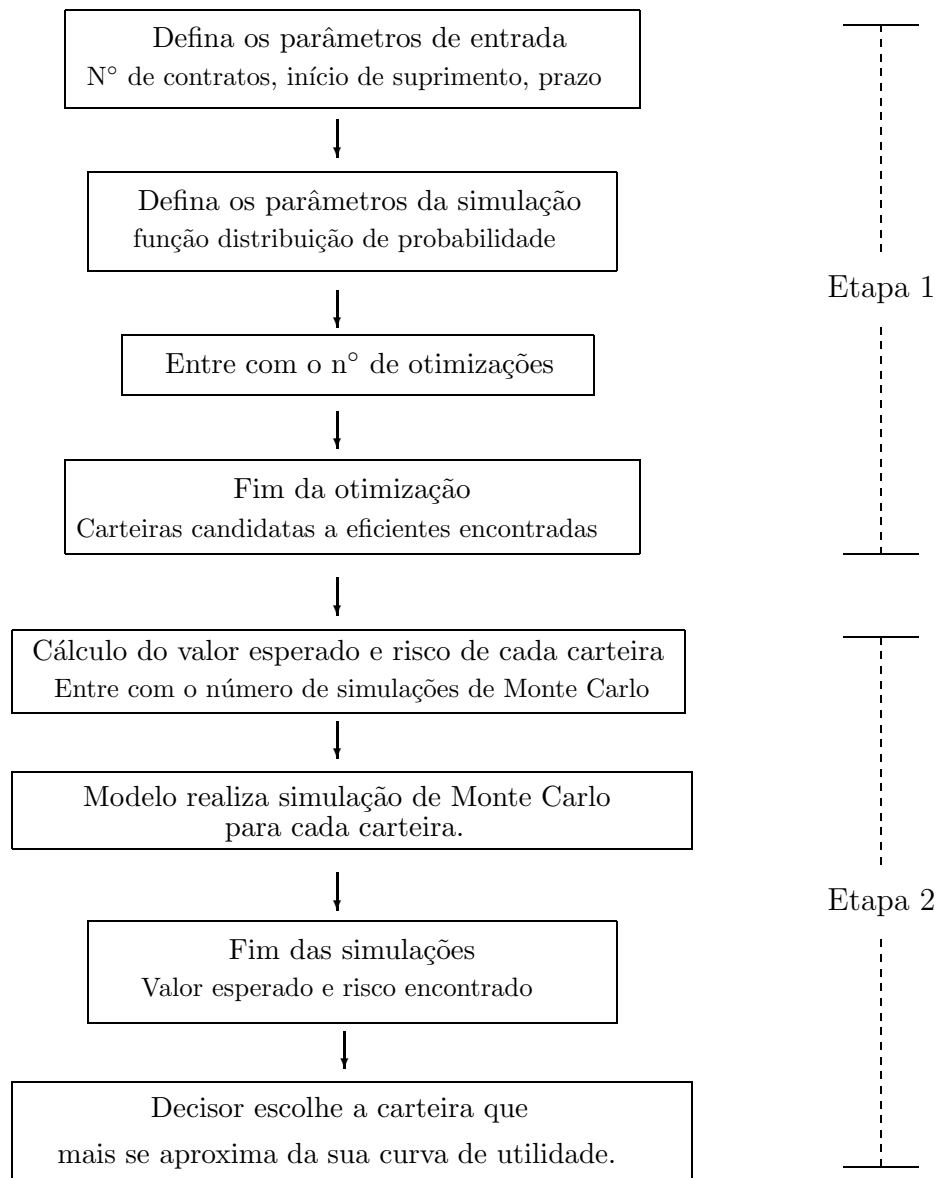 Defina os parâmetros de entrada
N° de contratos, início de suprimento, prazo
Defina os parâmetros da simulação
função distribuição de probabilidade
Etapa 1
Entre com o n° de otimizações
Fim da otimização
Carteiras candidatas a eficientes encontradas
Cálculo do valor esperado e risco de cada carteira
Entre com o número de simulações de Monte Carlo
Modelo realiza simulação de Monte Carlo
para cada carteira.
Etapa 2
Fim das simulações
Valor esperado e risco encontrado
Decisor escolhe a carteira que
mais se aproxima da sua curva de utilidade.